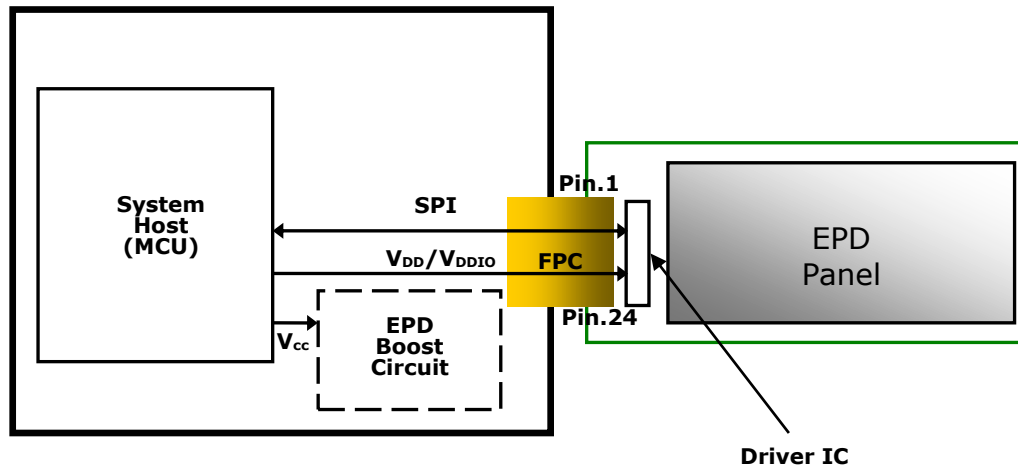 System
Host
(MCU)
SPI
VDD/VDDIO
Vcc
EPD
Boost
Circuit
Pin.1
FPC
Pin.24
EPD
Panel
Driver IC